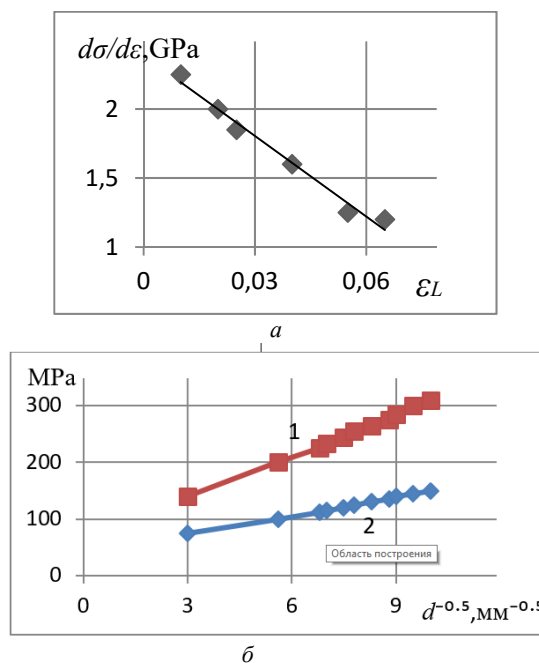 dσ/dε,GPa
2
1,5
1
0
0,03
0,06
εL
а
MPa
300
200
100
0
1
2
Область построения
0
3
6
9
d⁻⁰·⁵,мм⁻⁰·⁵
б